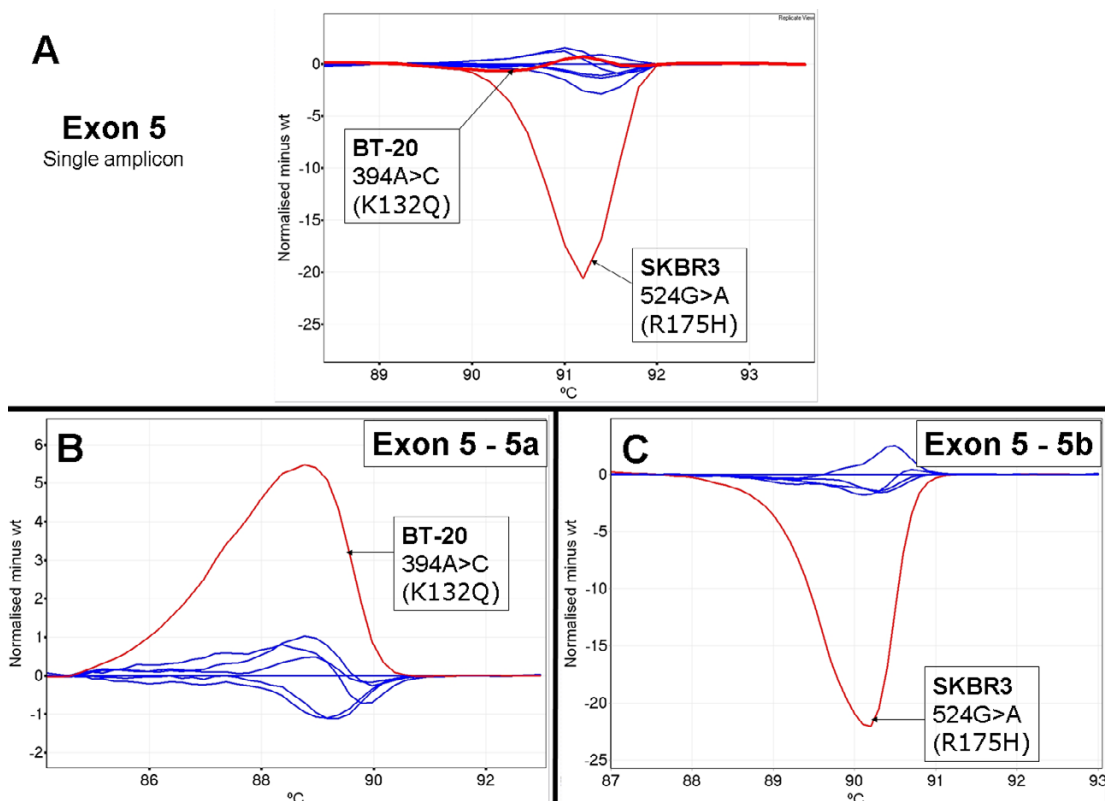 A
Exon 5
Single amplicon
Replicate View
Normalised minus wt
0
-5
-10
-15
-20
-25
BT-20
394A>C
(K132Q)
SKBR3
524G>A
(R175H)
89 90 91 92 93
ºC
B
Exon 5 - 5a
Normalised minus wt
6
5
4
3
2
1
0
-1
-2
BT-20
394A>C
(K132Q)
86 88 90 92
ºC
C
Exon 5 - 5b
Normalised minus wt
0
-5
-10
-15
-20
-25
SKBR3
524G>A
(R175H)
87 88 89 90 91 92 93
ºC